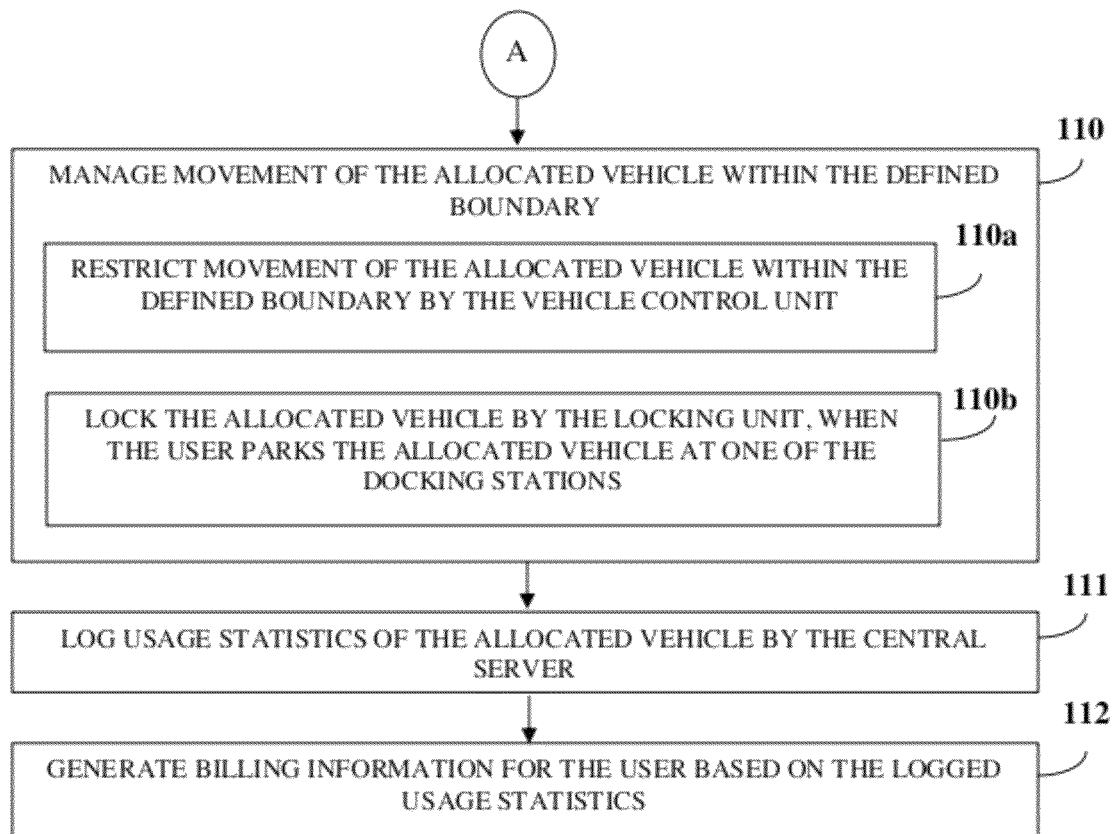 A
110
MANAGE MOVEMENT OF THE ALLOCATED VEHICLE WITHIN THE DEFINED
BOUNDARY
110a
RESTRICT MOVEMENT OF THE ALLOCATED VEHICLE WITHIN THE
DEFINED BOUNDARY BY THE VEHICLE CONTROL UNIT
110b
LOCK THE ALLOCATED VEHICLE BY THE LOCKING UNIT, WHEN
THE USER PARKS THE ALLOCATED VEHICLE AT ONE OF THE
DOCKING STATIONS
111
LOG USAGE STATISTICS OF THE ALLOCATED VEHICLE BY THE CENTRAL
SERVER
112
GENERATE BILLING INFORMATION FOR THE USER BASED ON THE LOGGED
USAGE STATISTICS